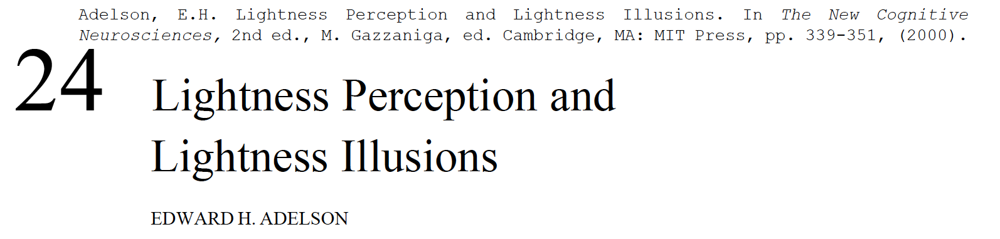 Adelson, E.H. Lightness Perception and Lightness Illusions. In The New Cognitive
Neurosciences, 2nd ed., M. Gazzaniga, ed. Cambridge, MA: MIT Press, pp. 339-351, (2000).
24
Lightness Perception and
Lightness Illusions
EDWARD H. ADELSON